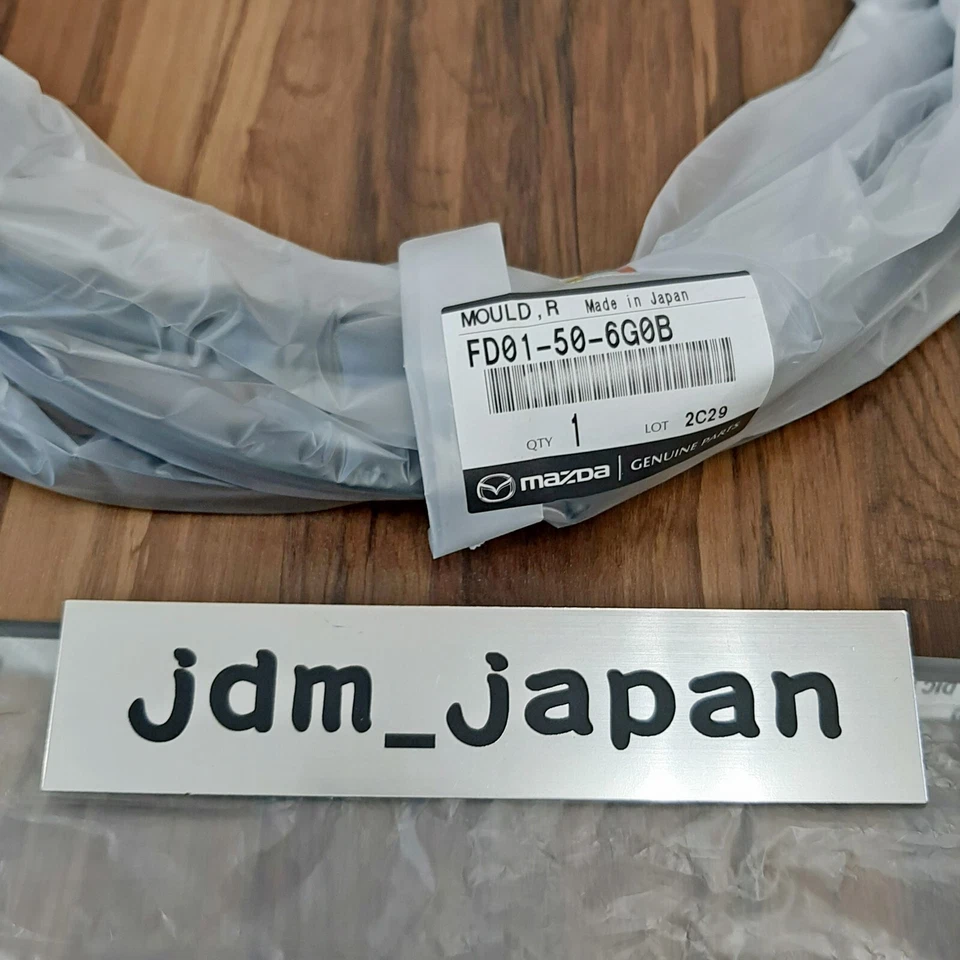 MOULD,R Made in Japan
FD01-50-6G0B
QTY 1 LOT 2C29
mazda GENUINE PARTS
jdm_japan